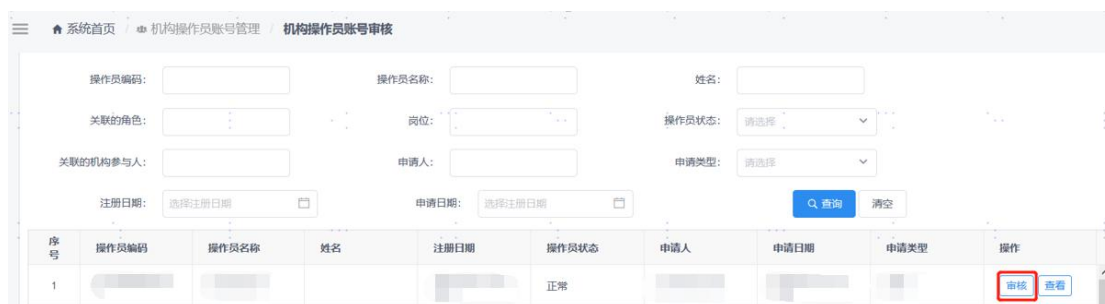 系统首页 / 机构操作员账号管理 / 机构操作员账号审核
操作员编码: 操作员名称: 姓名:
关联的角色: 岗位: 操作员状态: 请选择
关联的机构参与人: 申请人: 申请类型: 请选择
注册日期: 选择注册日期 申请日期: 选择注册日期 查询 清空
序号 操作员编码 操作员名称 姓名 注册日期 操作员状态 申请人 申请日期 申请类型 操作
1 正常 审核 查看